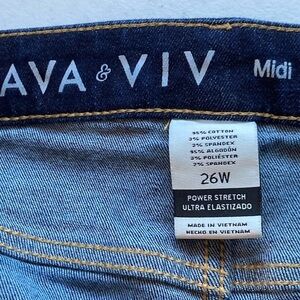 AVA & VIV Midi
95% COTTON
3% POLYESTER
2% SPANDEX
95% ALGODÓN
3% POLIÉSTER
2% SPANDEX
26W
POWER STRETCH
ULTRA ELASTIZADO
MADE IN VIETNAM
HECHO EN VIETNAM